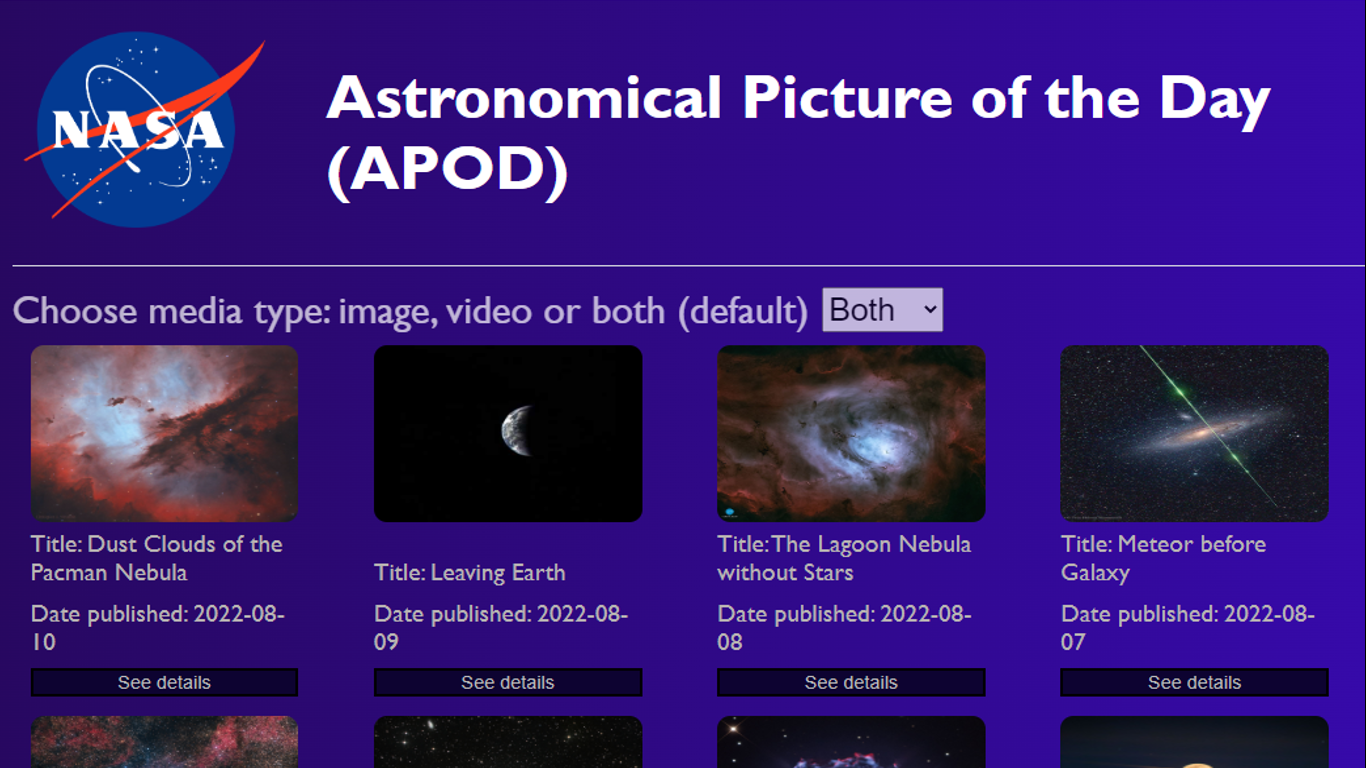 NASA
Astronomical Picture of the Day
(APOD)
Choose media type: image, video or both (default) Both
Title: Dust Clouds of the
Pacman Nebula
Date published: 2022-08-
10
See details
Title: Leaving Earth
Date published: 2022-08-
09
See details
Title: The Lagoon Nebula
without Stars
Date published: 2022-08-
08
See details
Title: Meteor before
Galaxy
Date published: 2022-08-
07
See details